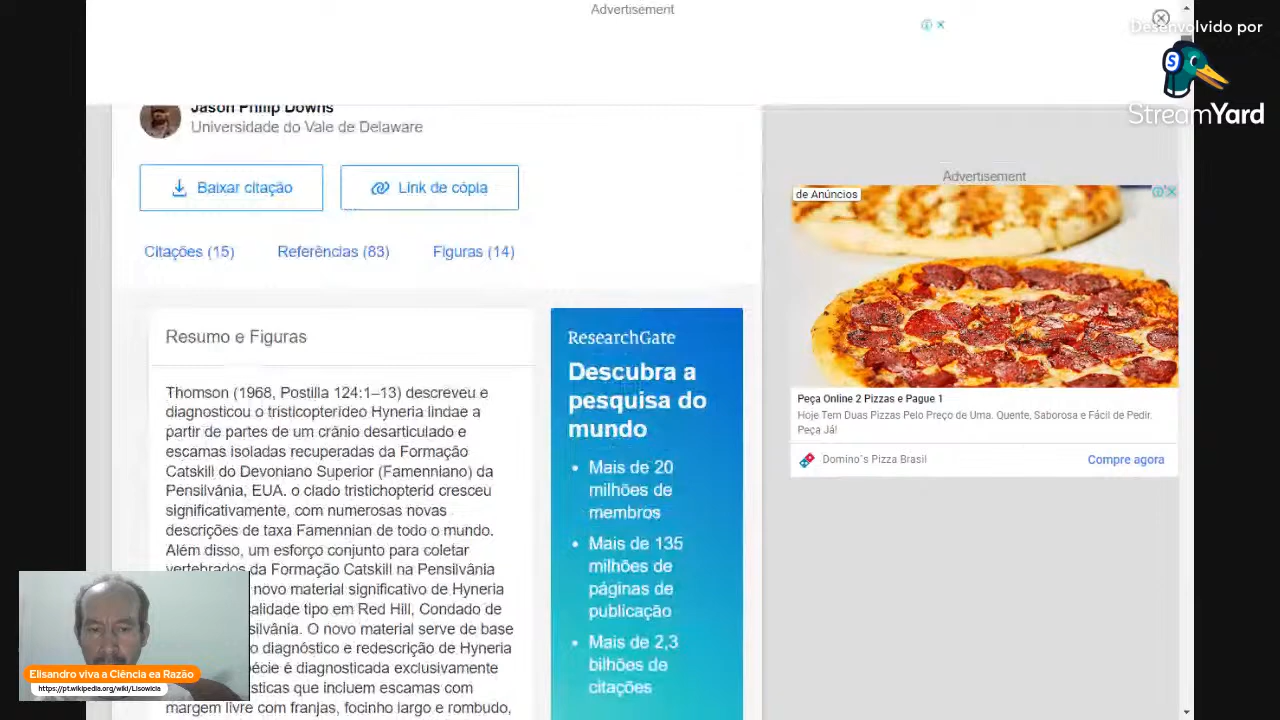 Advertisement
Desenvolvido por
StreamYard
Jason Philip Downs
Universidade do Vale de Delaware
Baixar citação
Link de cópia
Citações (15)
Referências (83)
Figuras (14)
Resumo e Figuras
Thomson (1968, Postilla 124:1–13) descreveu e
diagnosticou o tristicopterídeo Hyneria lindae a
partir de partes de um crânio desarticulado e
escamas isoladas recuperadas da Formação
Catskill do Devoniano Superior (Famenniano) da
Pensilvânia, EUA. o clado tristichopterid cresceu
significativamente, com numerosas novas
descrições de taxa Famennian de todo o mundo.
Além disso, um esforço conjunto para coletar
vertebrados da Formação Catskill na Pensilvânia
novo material significativo de Hyneria
alidade tipo em Red Hill, Condado de
silvânia. O novo material serve de base
o diagnóstico e redescrição de Hyneria
écie é diagnosticada exclusivamente
sticas que incluem escamas com
margem livre com franjas, focinho largo e rombudo,
ResearchGate
Descubra a
pesquisa do
mundo
• Mais de 20
milhões de
membros
• Mais de 135
milhões de
páginas de
publicação
• Mais de 2,3
bilhões de
citações
Advertisement
de Anúncios
Peça Online 2 Pizzas e Pague 1
Hoje Tem Duas Pizzas Pelo Preço de Uma. Quente, Saborosa e Fácil de Pedir.
Peça Já!
Domino's Pizza Brasil
Compre agora
Elisandro viva a Ciência ea Razão
https://pt.wikipedia.org/wiki/Lisowicia